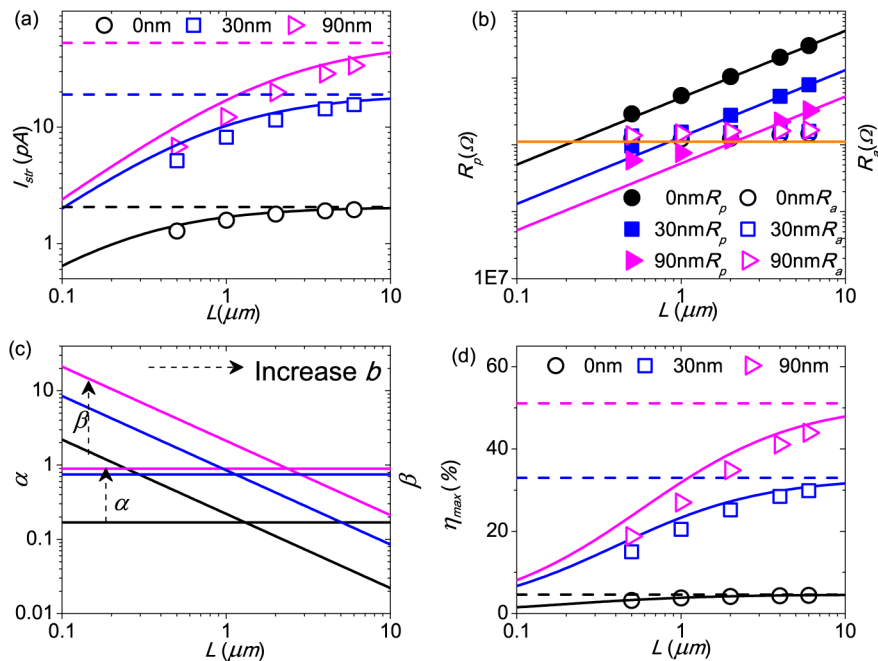 (a)
0nm 30nm 90nm
I_str (pA)
10
1
0.1 1 10
L(μm)
(b)
R_p(Ω)
R_a(Ω)
0nmR_p 0nmR_a
30nmR_p 30nmR_a
90nmR_p 90nmR_a
1E7
0.1 1 10
L (μm)
(c)
Increase b
β
α
α
β
10
1
0.1
0.01
0.1 1 10
L (μm)
(d)
0nm 30nm 90nm
η_max(%)
60
40
20
0
0.1 1 10
L (μm)